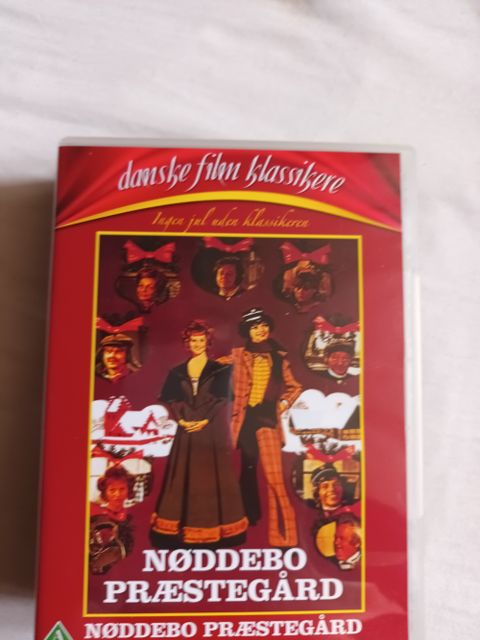 danske film klassikere
Ingen jul uden klassikeren
NØDDEBO
PRÆSTEGÅRD
NØDDEBO PRÆSTEGÅRD